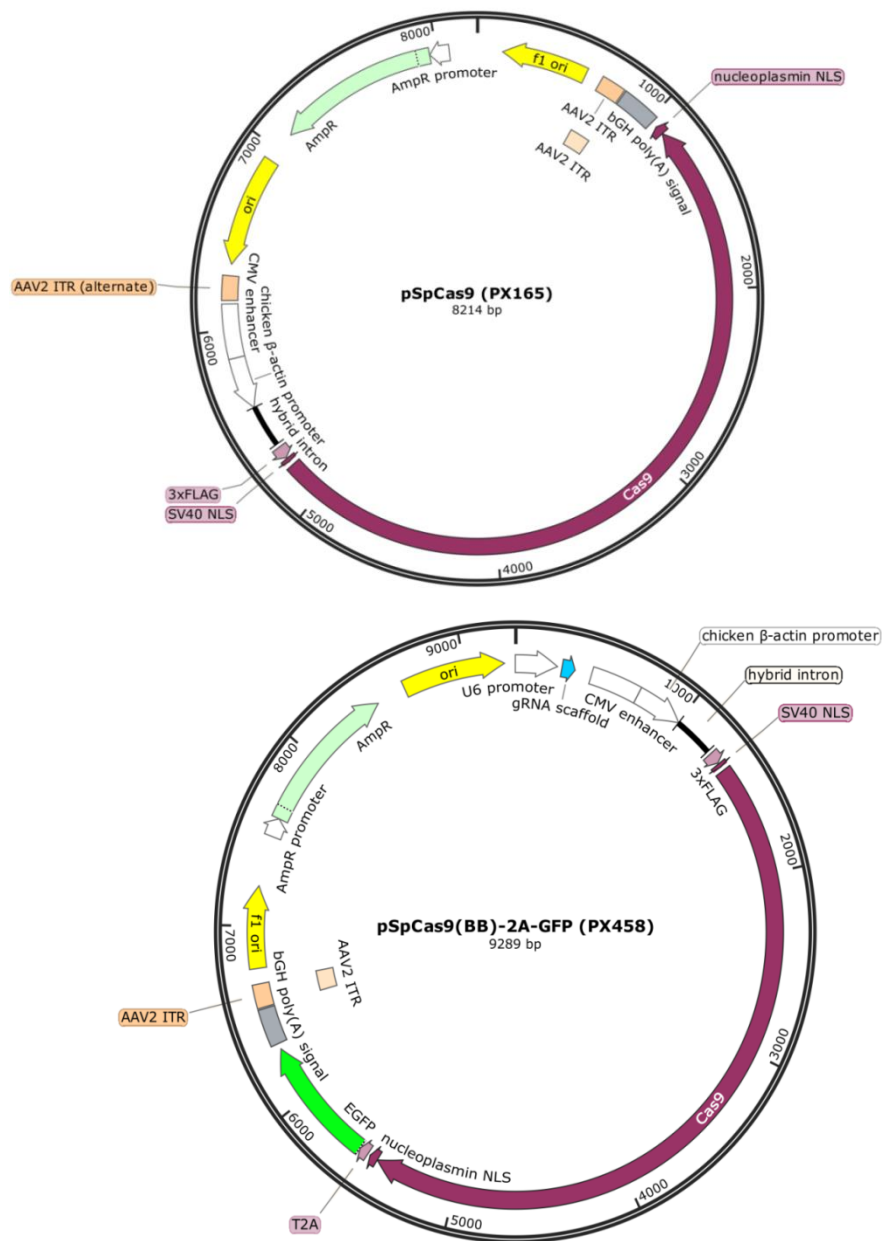 8000
f1 ori
AmpR promoter
nucleoplasmin NLS
1000
AAV2 ITR
bGH poly(A) signal
AmpR
AAV2 ITR
7000
ori
2000
AAV2 ITR (alternate)
CMV enhancer
chicken β-actin promoter
pSpCas9 (PX165)
8214 bp
6000
hybrid intron
3xFLAG
SV40 NLS
Cas9
3000
5000
4000
9000
ori
U6 promoter
gRNA scaffold
CMV enhancer
chicken β-actin promoter
1000
hybrid intron
SV40 NLS
3xFLAG
AmpR
8000
AmpR promoter
2000
f1 ori
pSpCas9(BB)-2A-GFP (PX458)
9289 bp
7000
AAV2 ITR
AAV2 ITR
bGH poly(A) signal
3000
EGFP
6000
nucleoplasmin NLS
Cas9
T2A
4000
5000